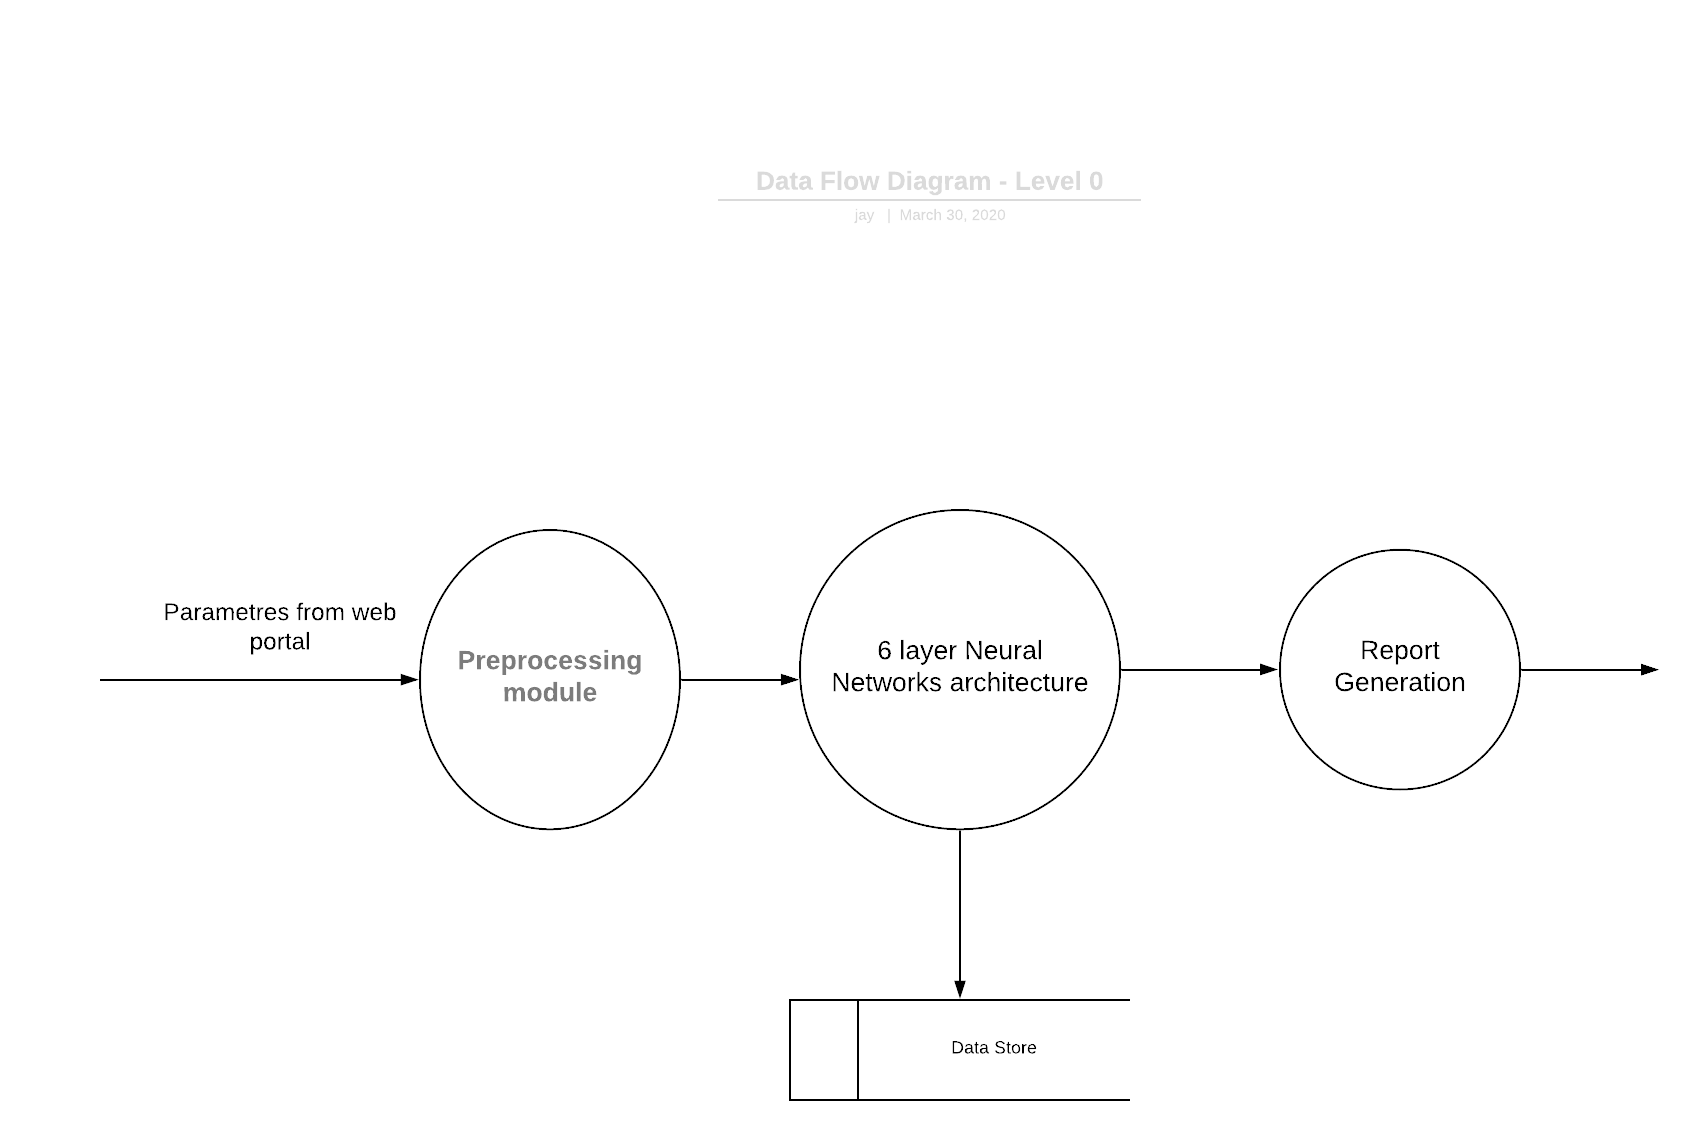 Data Flow Diagram - Level 0
jay | March 30, 2020
Parametres from web
portal
Preprocessing
module
6 layer Neural
Networks architecture
Report
Generation
Data Store